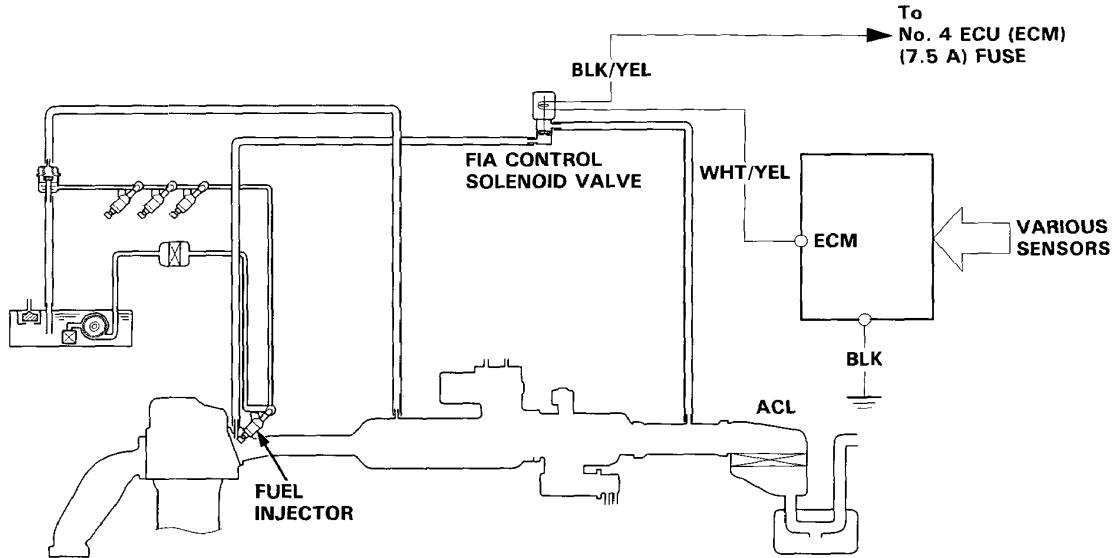 To
No. 4 ECU (ECM)
(7.5 A) FUSE
BLK/YEL
FIA CONTROL
SOLENOID VALVE
WHT/YEL
ECM
VARIOUS
SENSORS
BLK
ACL
FUEL
INJECTOR